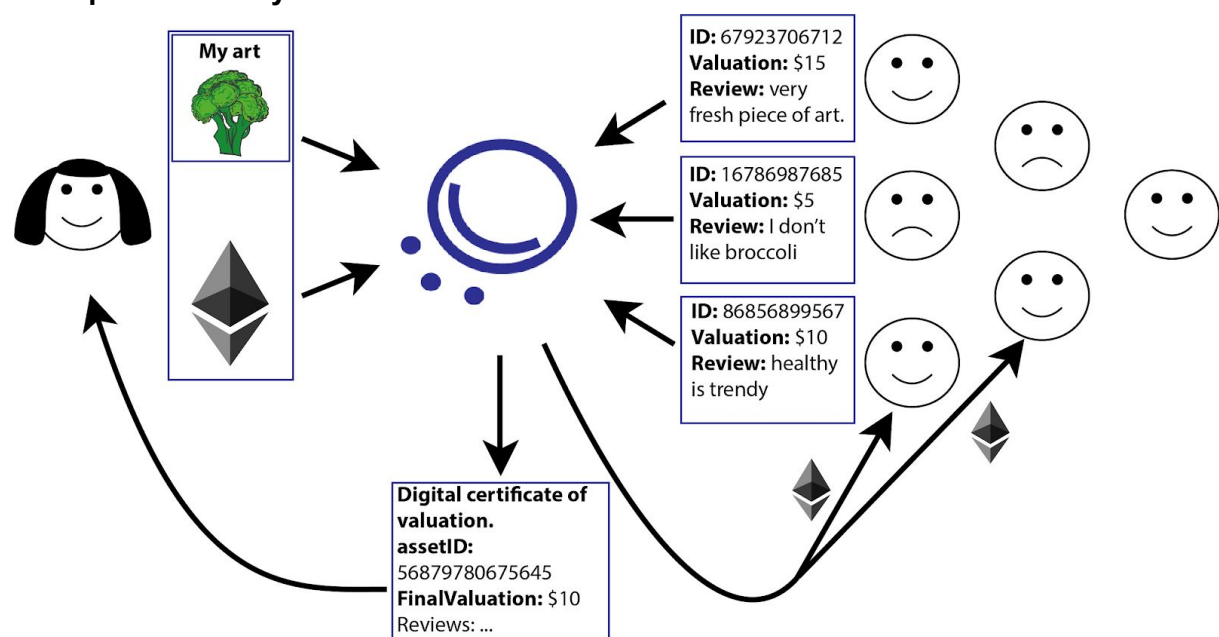 My art
ID: 67923706712
Valuation: $15
Review: very
fresh piece of art.
ID: 16786987685
Valuation: $5
Review: I don't
like broccoli
ID: 86856899567
Valuation: $10
Review: healthy
is trendy
Digital certificate of
valuation.
assetID:
56879780675645
FinalValuation: $10
Reviews: ...